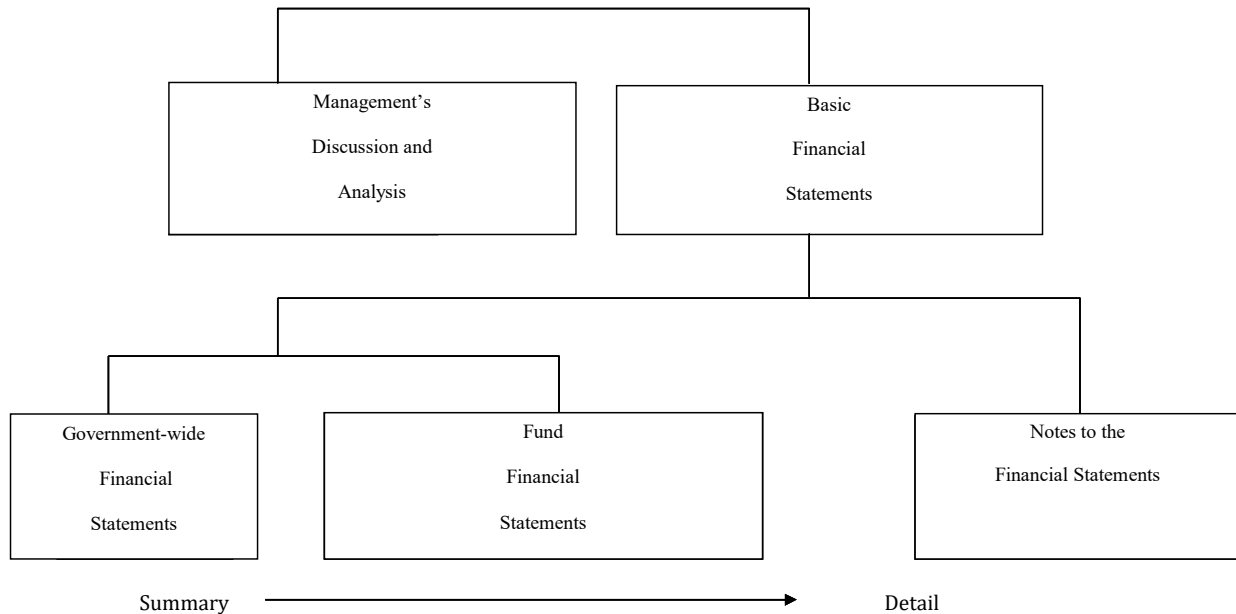 Management’s
Discussion and
Analysis
Basic
Financial
Statements
Government-wide
Financial
Statements
Fund
Financial
Statements
Notes to the
Financial Statements
Summary
Detail